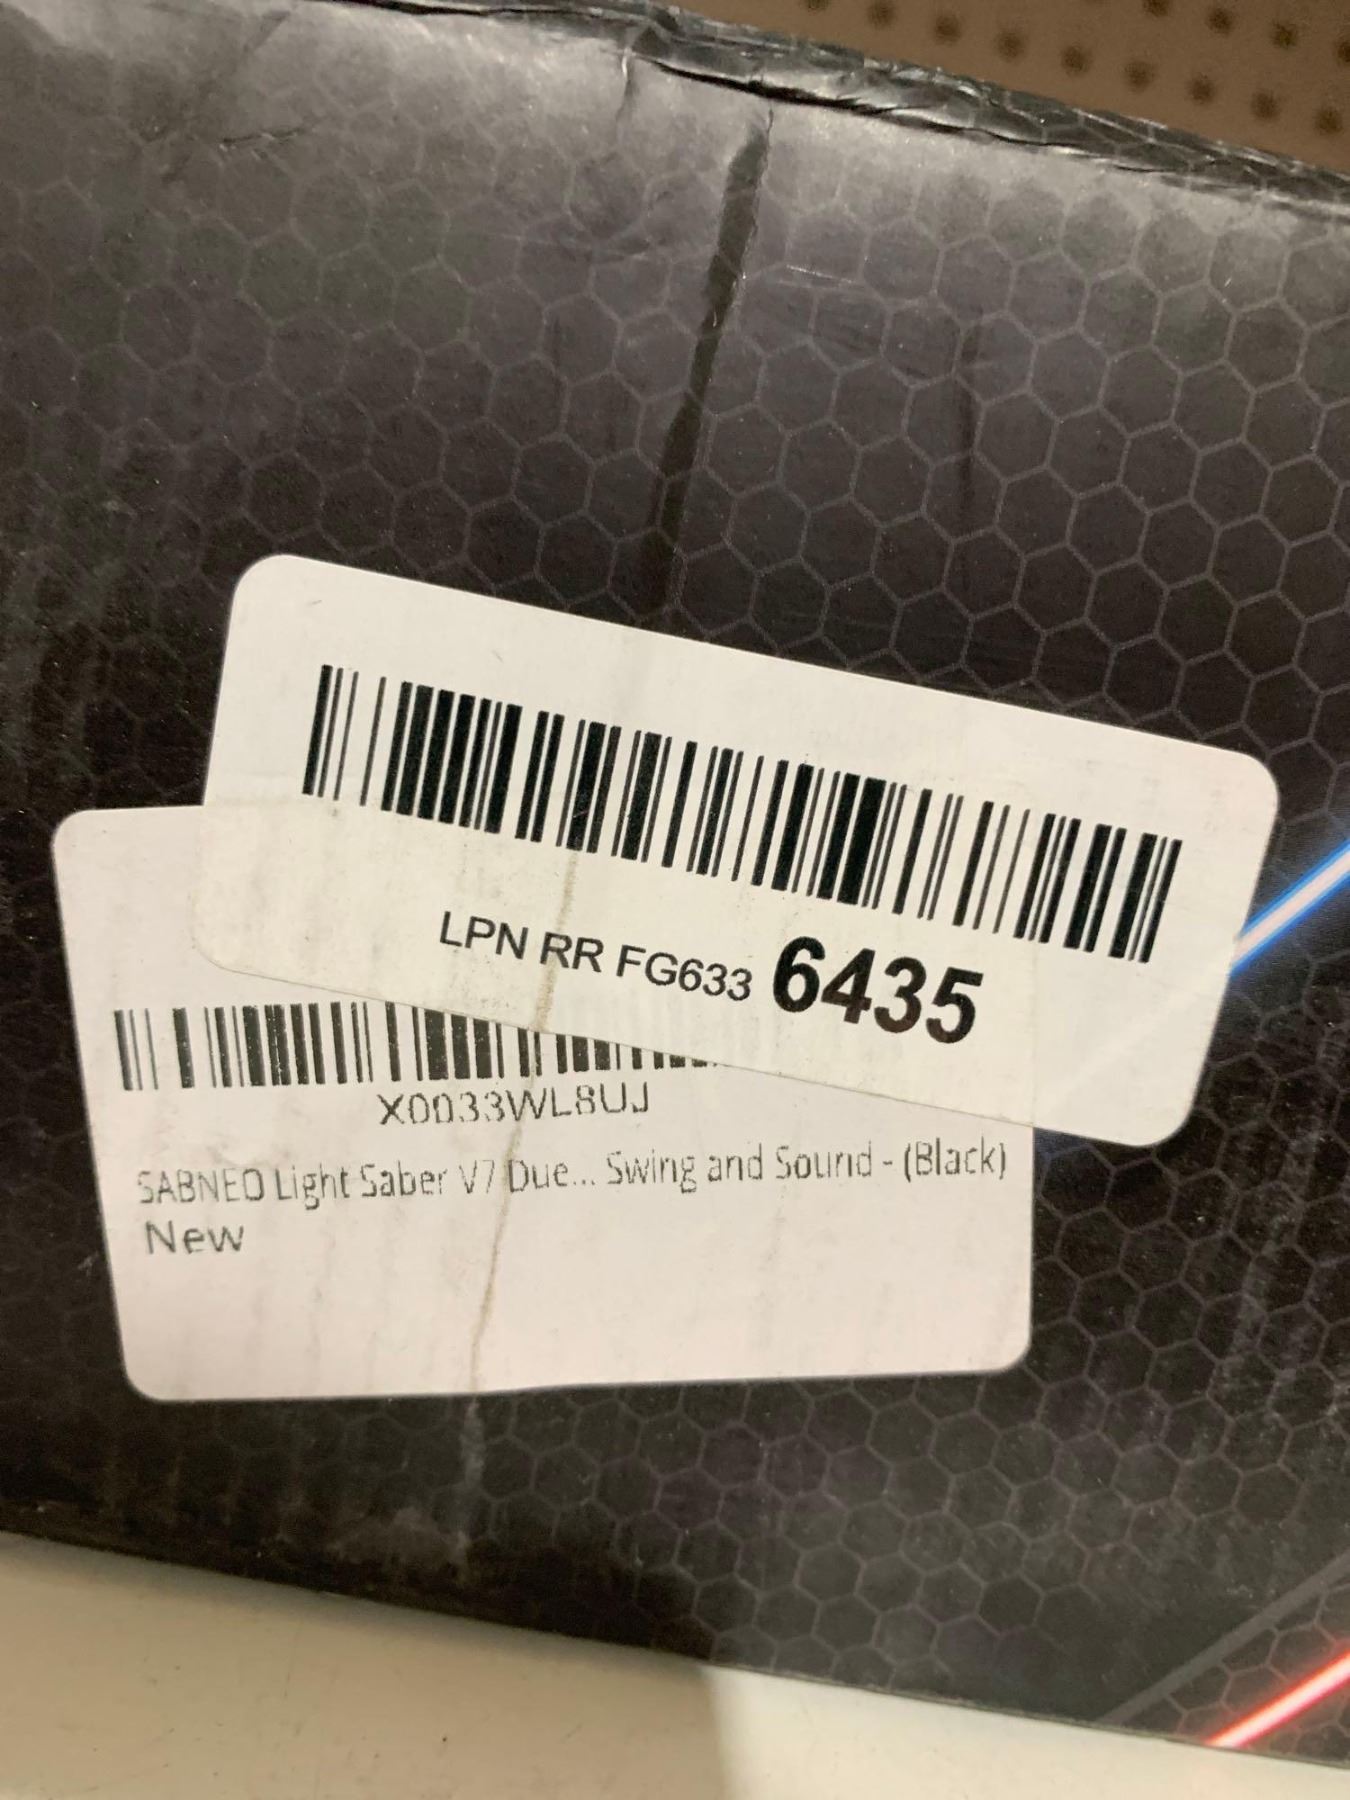 LPN RR FG633 6435
X0033WL8UJ
SABNEO Light Saber V7 Due... Swing and Sound - (Black)
New